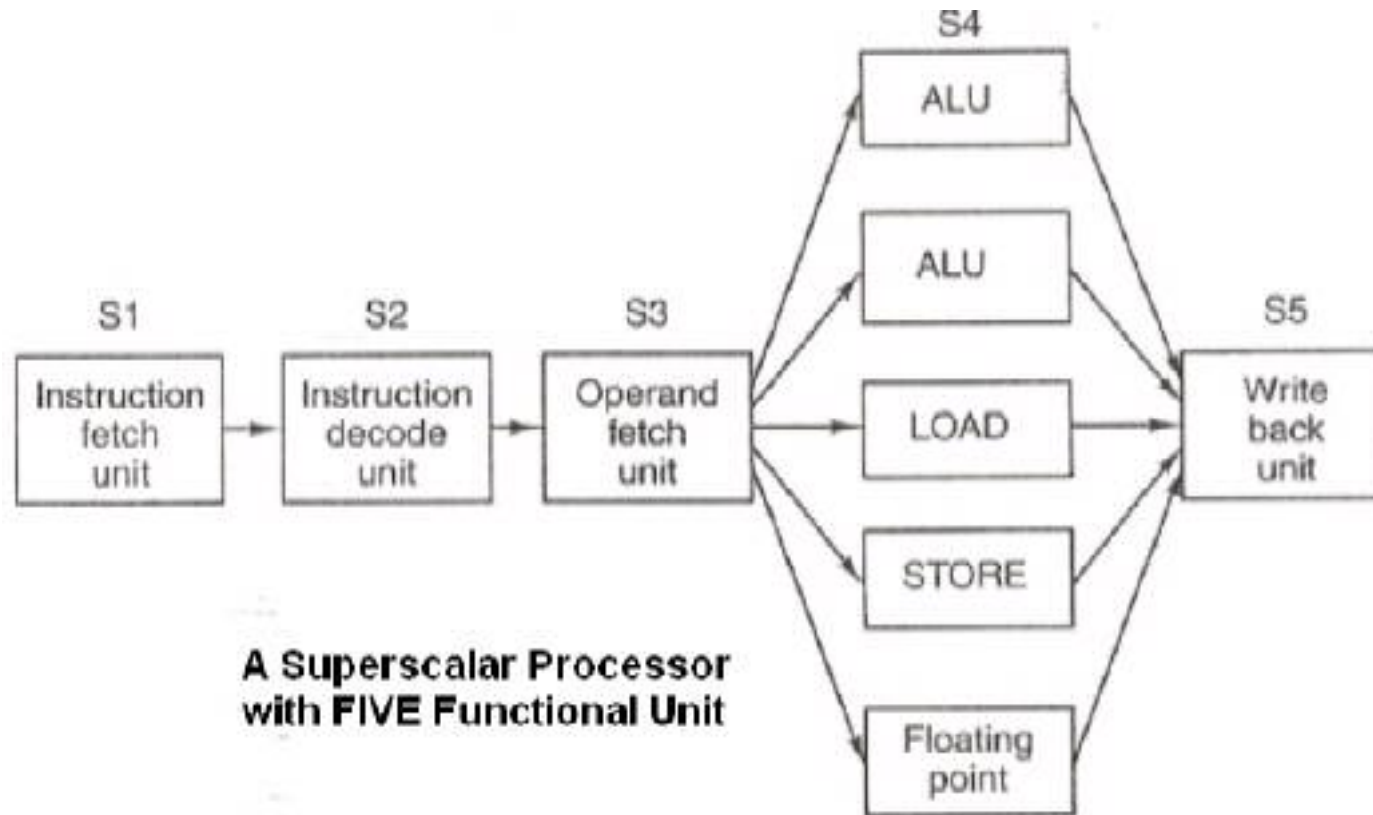 S4
ALU
ALU
S1
S2
S3
S5
Instruction
fetch
unit
Instruction
decode
unit
Operand
fetch
unit
LOAD
Write
back
unit
STORE
A Superscalar Processor
with FIVE Functional Unit
Floating
point